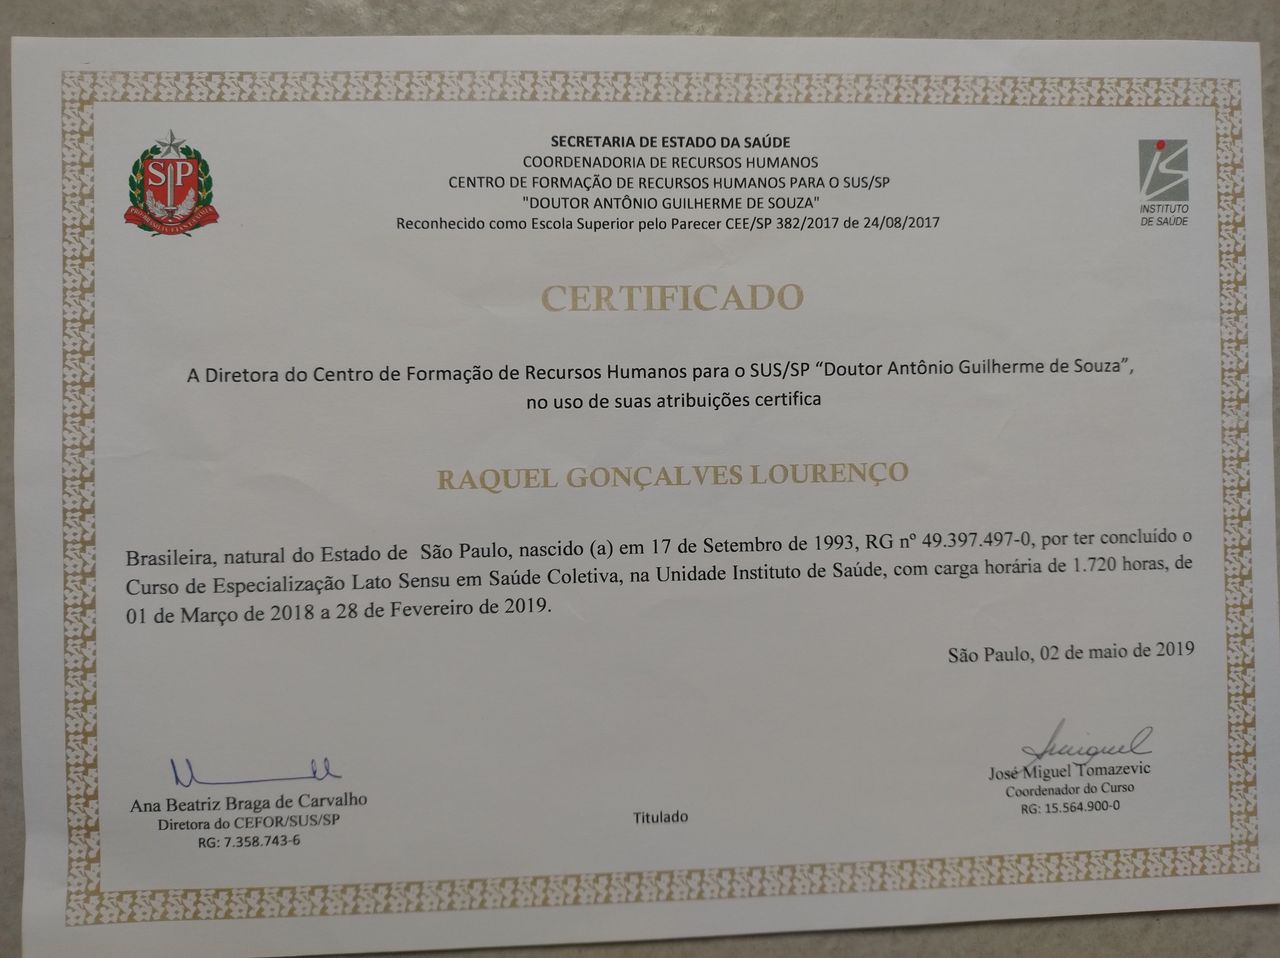 SECRETARIA DE ESTADO DA SAÚDE
COORDENADORIA DE RECURSOS HUMANOS
CENTRO DE FORMAÇÃO DE RECURSOS HUMANOS PARA O SUS/SP
"DOUTOR ANTÔNIO GUILHERME DE SOUZA"
Reconhecido como Escola Superior pelo Parecer CEE/SP 382/2017 de 24/08/2017
SP
iS
INSTITUTO
DE SAÚDE
CERTIFICADO
A Diretora do Centro de Formação de Recursos Humanos para o SUS/SP “Doutor Antônio Guilherme de Souza”,
no uso de suas atribuições certifica
RAQUEL GONÇALVES LOURENÇO
Brasileira, natural do Estado de São Paulo, nascido (a) em 17 de Setembro de 1993, RG nº 49.397.497-0, por ter concluído o
Curso de Especialização Lato Sensu em Saúde Coletiva, na Unidade Instituto de Saúde, com carga horária de 1.720 horas, de
01 de Março de 2018 a 28 de Fevereiro de 2019.
São Paulo, 02 de maio de 2019
Ana Beatriz Braga de Carvalho
Diretora do CEFOR/SUS/SP
RG: 7.358.743-6
Titulado
José Miguel Tomazevic
Coordenador do Curso
RG: 15.564.900-0